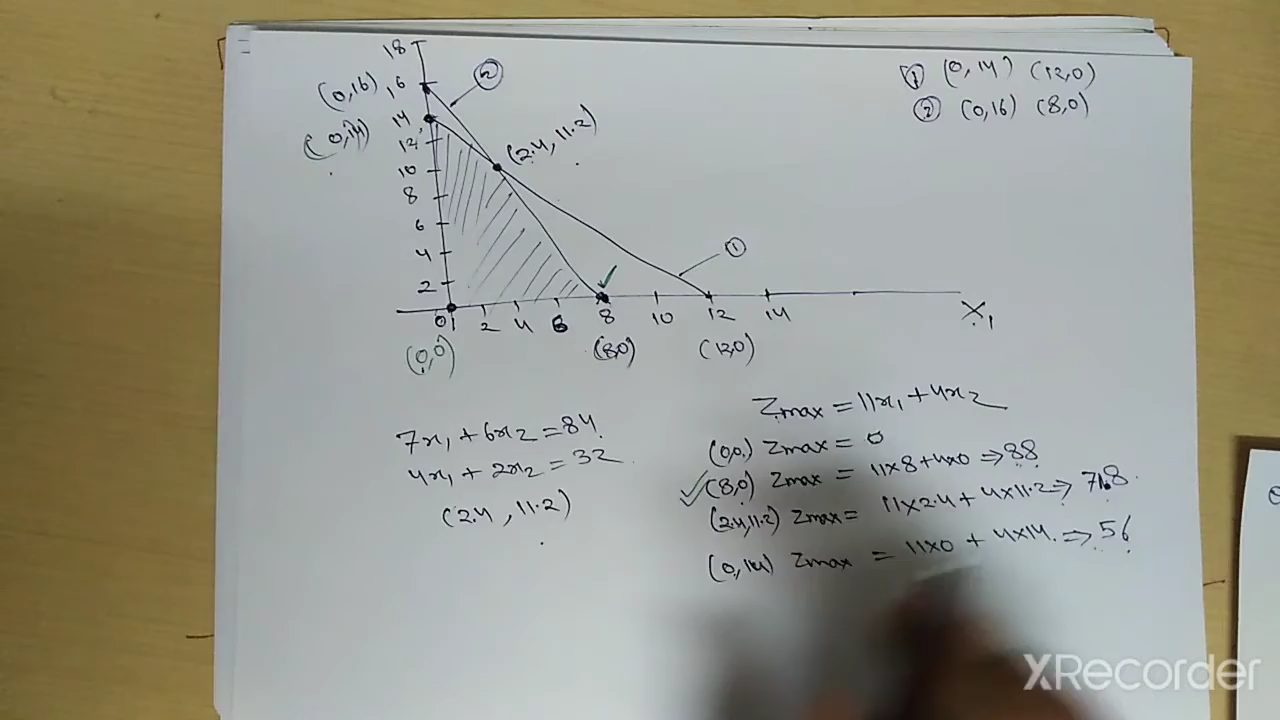 18
(0,16) 16
(0,14) 14
12
10
8
6
4
2
②
(2.4, 11.2)
①
① (0,14) (12,0)
② (0,16) (8,0)
0 2 4 6 8 10 12 14 X₁
(0,0) (8,0) (12,0)
7x₁ + 6x₂ = 84
4x₁ + 2x₂ = 32
(2.4, 11.2)
Zmax = 11x₁ + 4x₂
(0,0) Zmax = 0
✓(8,0) Zmax = 11×8+4×0 ⇒ 88
(2.4,11.2) Zmax = 11×2.4 + 4×11.2 ⇒ 71.8
(0,14) Zmax = 11×0 + 4×14 ⇒ 56
XRecorder